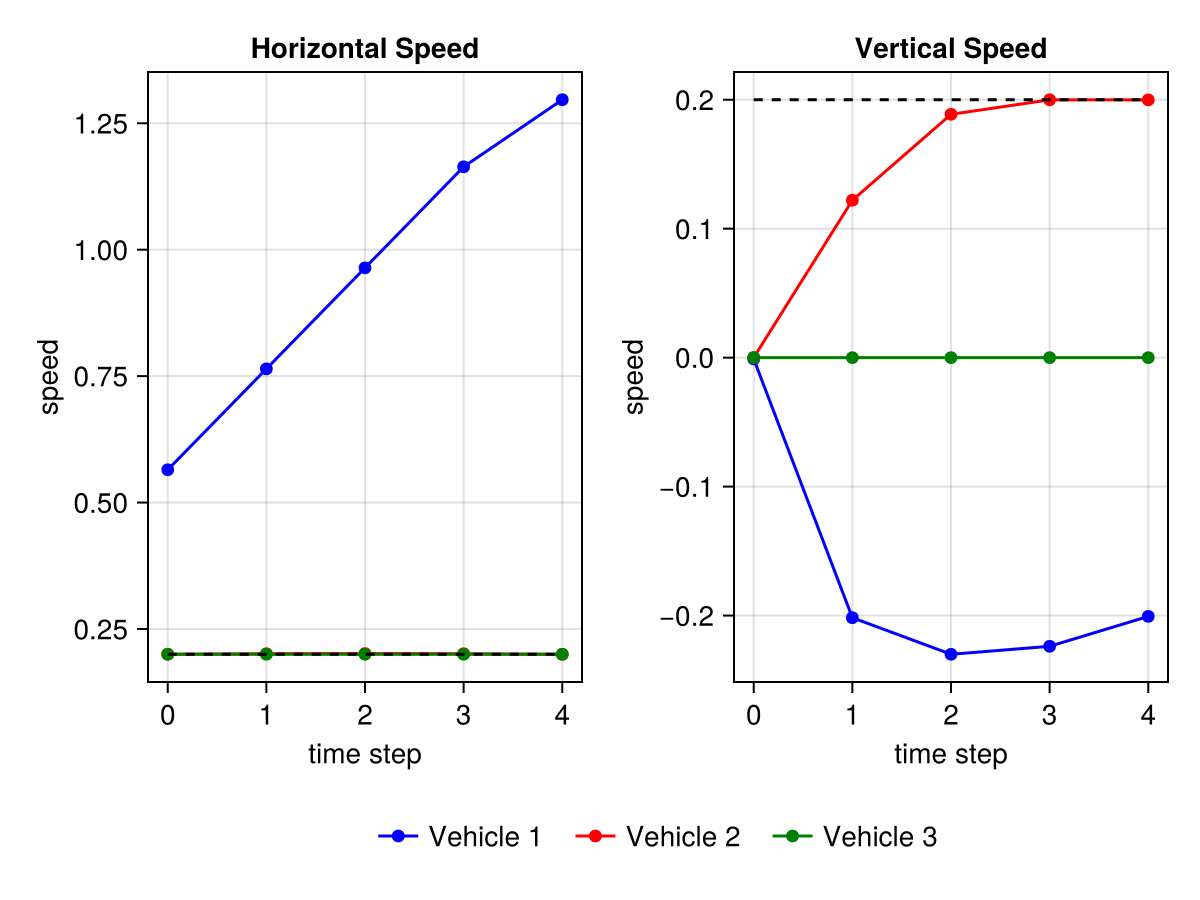 Horizontal Speed
1.25
1.00
0.75
0.50
0.25
speed
0 1 2 3 4
time step
Vertical Speed
0.2
0.1
0.0
−0.1
−0.2
speed
0 1 2 3 4
time step
Vehicle 1 Vehicle 2 Vehicle 3